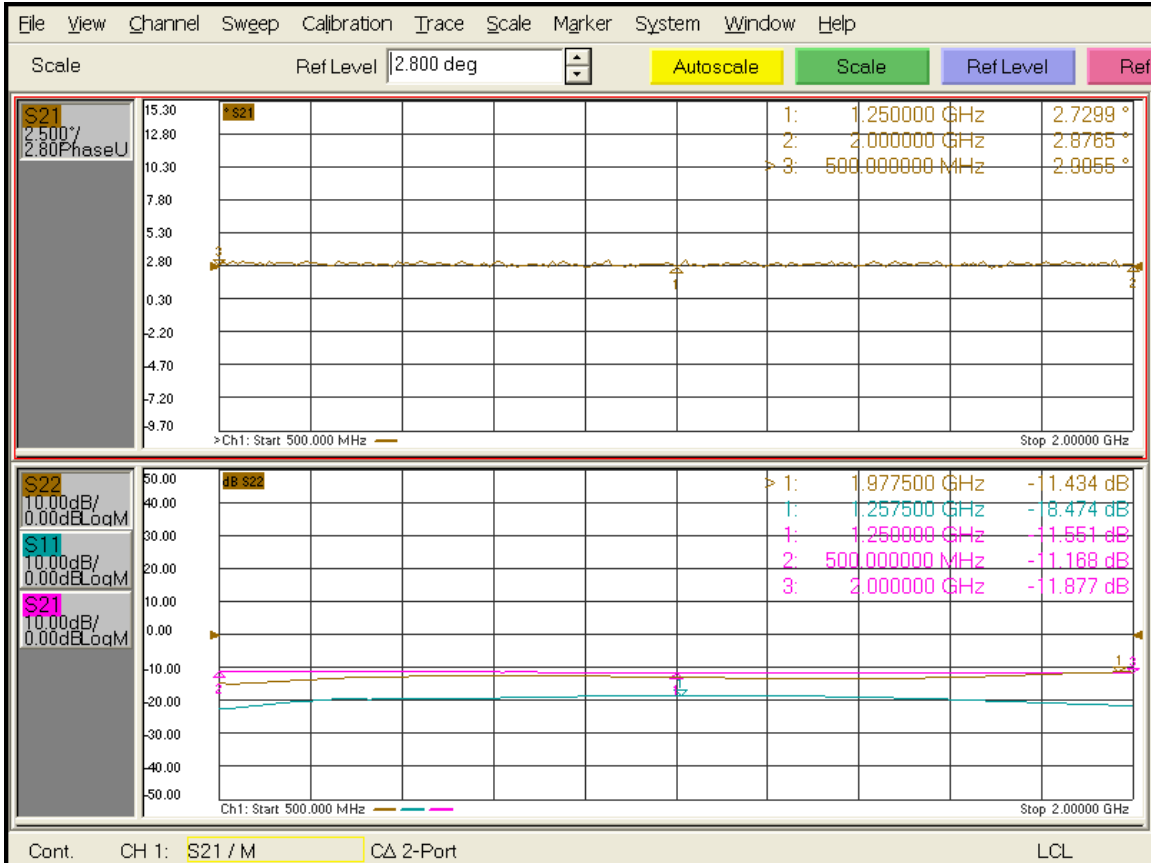 File View Channel Sweep Calibration Trace Scale Marker System Window Help
Scale Ref Level 2.800 deg Autoscale Scale Ref Level Ref
S21
2.500°/
2.80PhaseU
15.30
12.80
10.30
7.80
5.30
2.80
0.30
-2.20
-4.70
-7.20
-9.70
° S21
1: 1.250000 GHz 2.7299 °
2: 2.000000 GHz 2.8765 °
> 3: 500.000000 MHz 2.9055 °
3
1
2
>Ch1: Start 500.000 MHz Stop 2.00000 GHz
S22
10.00dB/
0.00dBLogM
S11
10.00dB/
0.00dBLogM
S21
10.00dB/
0.00dBLogM
50.00
40.00
30.00
20.00
10.00
0.00
-10.00
-20.00
-30.00
-40.00
-50.00
dB S22
> 1: 1.977500 GHz -11.434 dB
1: 1.257500 GHz -18.474 dB
1: 1.250000 GHz -11.551 dB
2: 500.000000 MHz -11.168 dB
3: 2.000000 GHz -11.877 dB
1
2
Ch1: Start 500.000 MHz Stop 2.00000 GHz
Cont. CH 1: S21 / M CΔ 2-Port LCL